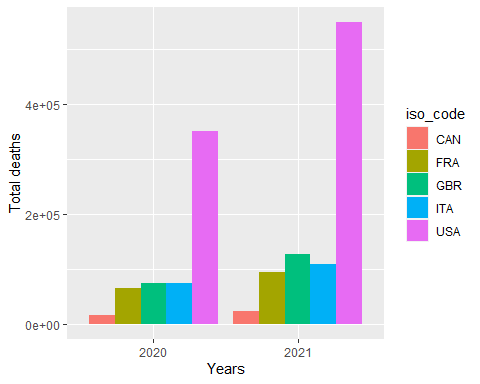 Total deaths
4e+05
2e+05
0e+00
2020
2021
Years
iso_code
CAN
FRA
GBR
ITA
USA